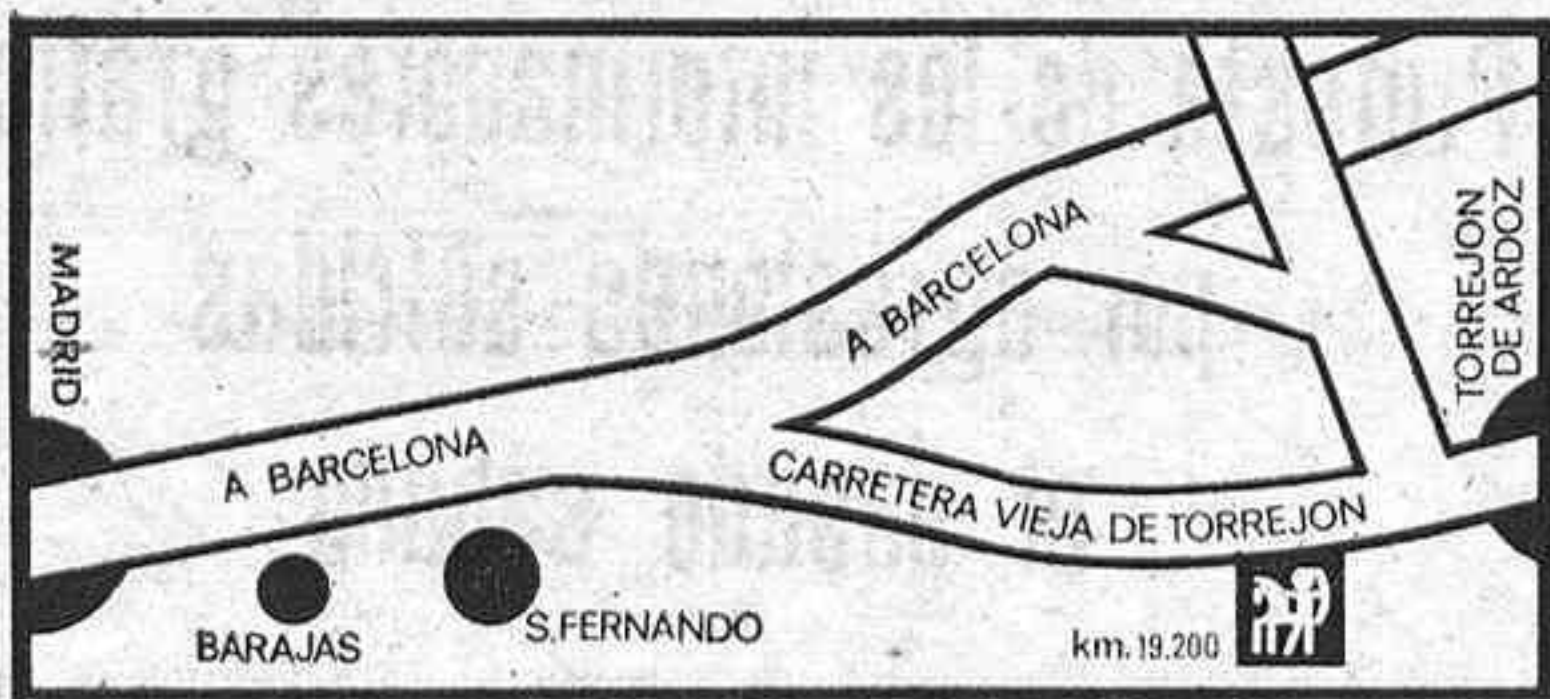 MADRID
A BARCELONA
BARAJAS
S.FERNANDO
A BARCELONA
CARRETERA VIEJA DE TORREJON
km. 19.200
TORREJON
DE ARDOZ